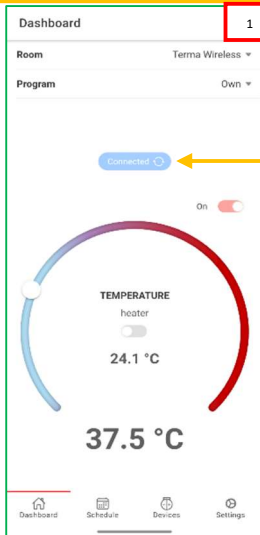 Dashboard
1
Room Terma Wireless
Program Own
Connected
On
TEMPERATURE
heater
24.1 °C
37.5 °C
Dashboard Schedule Devices Settings